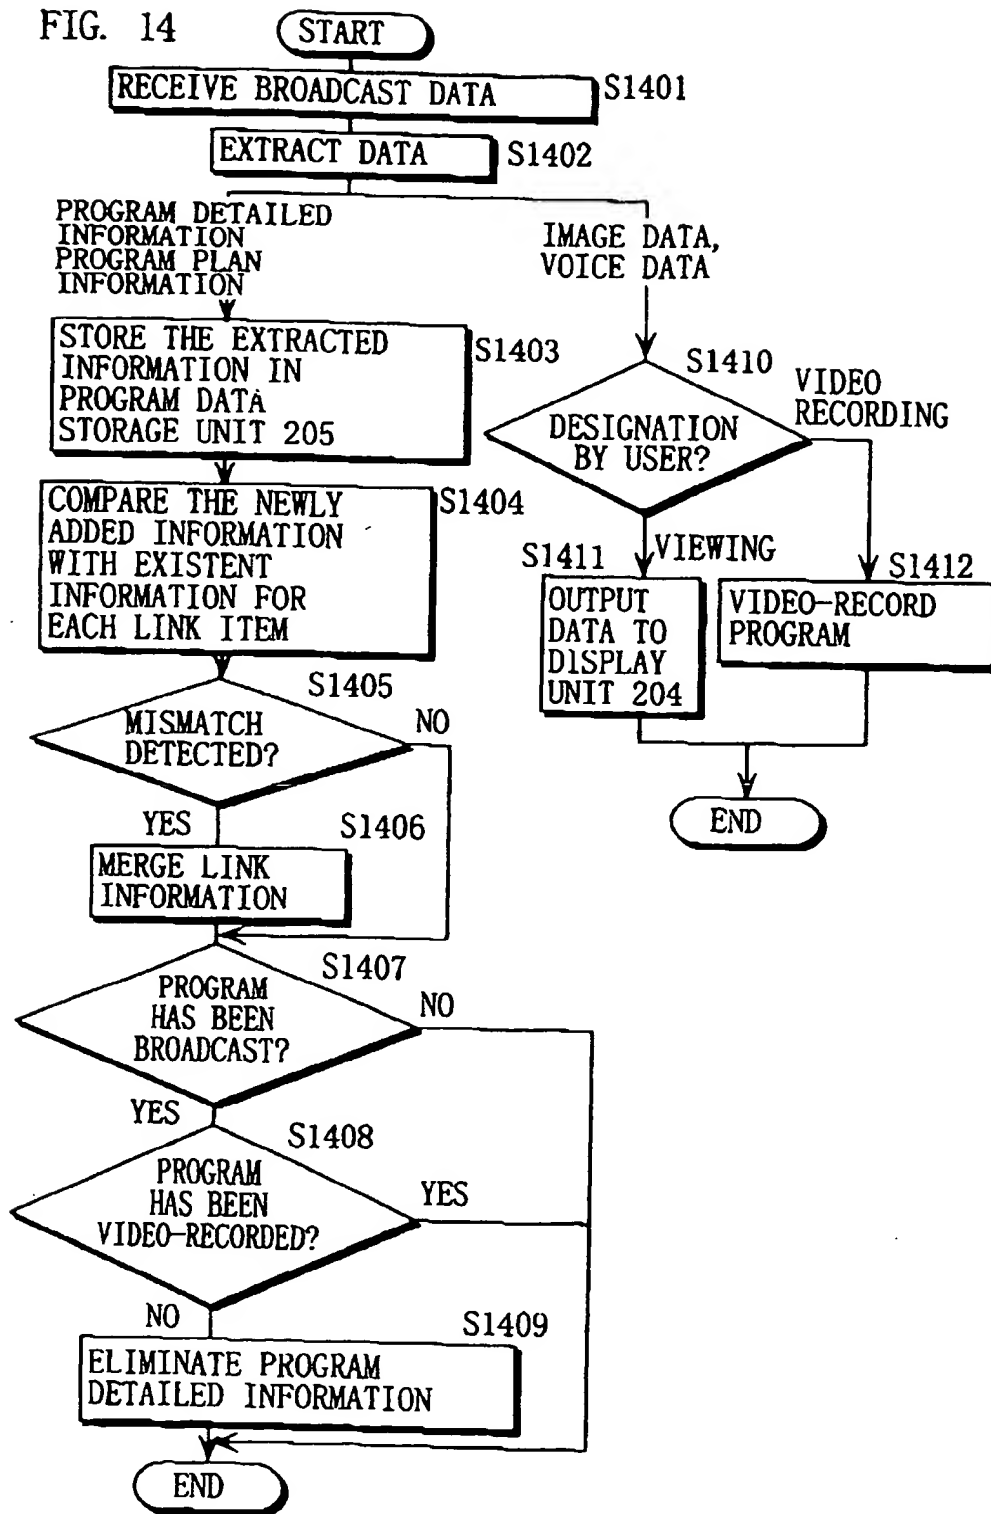 FIG. 14
START
RECEIVE BROADCAST DATA
S1401
EXTRACT DATA
S1402
PROGRAM DETAILED
INFORMATION
PROGRAM PLAN
INFORMATION
IMAGE DATA,
VOICE DATA
STORE THE EXTRACTED
INFORMATION IN
PROGRAM DATA
STORAGE UNIT 205
S1403
S1410
DESIGNATION
BY USER?
VIDEO
RECORDING
COMPARE THE NEWLY
ADDED INFORMATION
WITH EXISTENT
INFORMATION FOR
EACH LINK ITEM
S1404
S1411
VIEWING
OUTPUT
DATA TO
DISPLAY
UNIT 204
S1412
VIDEO-RECORD
PROGRAM
END
S1405
MISMATCH
DETECTED?
NO
YES
S1406
MERGE LINK
INFORMATION
S1407
PROGRAM
HAS BEEN
BROADCAST?
NO
YES
S1408
PROGRAM
HAS BEEN
VIDEO-RECORDED?
YES
NO
S1409
ELIMINATE PROGRAM
DETAILED INFORMATION
END